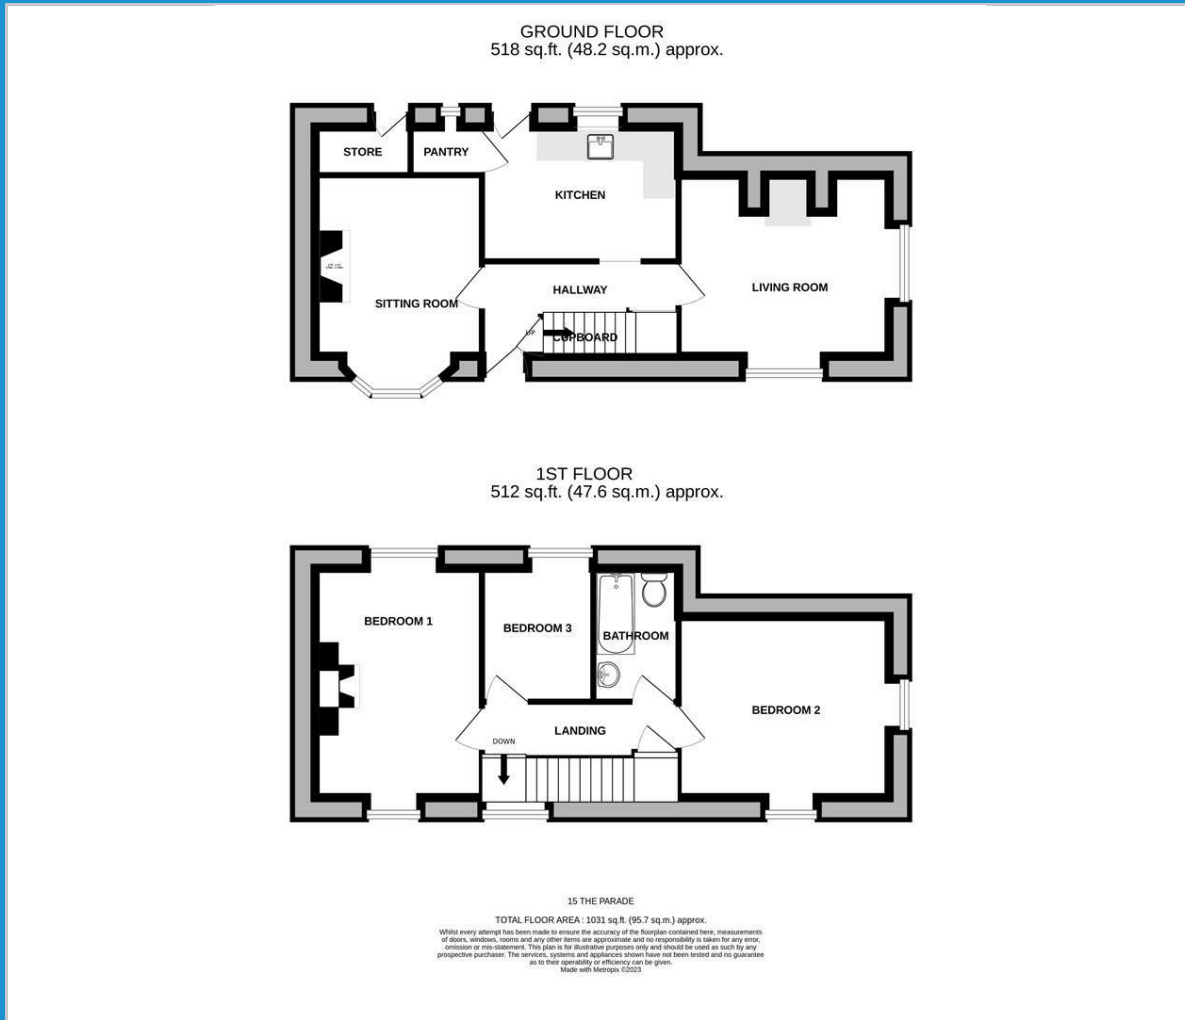 GROUND FLOOR
518 sq.ft. (48.2 sq.m.) approx.
STORE
PANTRY
KITCHEN
SITTING ROOM
HALLWAY
LIVING ROOM
UP
CUPBOARD
1ST FLOOR
512 sq.ft. (47.6 sq.m.) approx.
BEDROOM 1
BEDROOM 3
BATHROOM
BEDROOM 2
LANDING
DOWN
15 THE PARADE
TOTAL FLOOR AREA : 1031 sq.ft. (95.7 sq.m.) approx.
Whilst every attempt has been made to ensure the accuracy of the floorplan contained here, measurements
of doors, windows, rooms and any other items are approximate and no responsibility is taken for any error,
omission or mis-statement. This plan is for illustrative purposes only and should be used as such by any
prospective purchaser. The services, systems and appliances shown have not been tested and no guarantee
as to their operability or efficiency can be given.
Made with Metropix ©2023